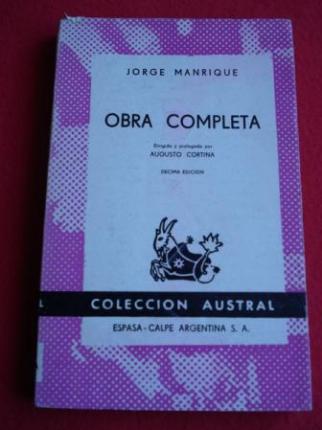 JORGE MANRIQUE
OBRA COMPLETA
Dirigida y prologada por
AUGUSTO CORTINA
DECIMA EDICION
L COLECCION AUSTRAL
ESPASA-CALPE ARGENTINA S. A.